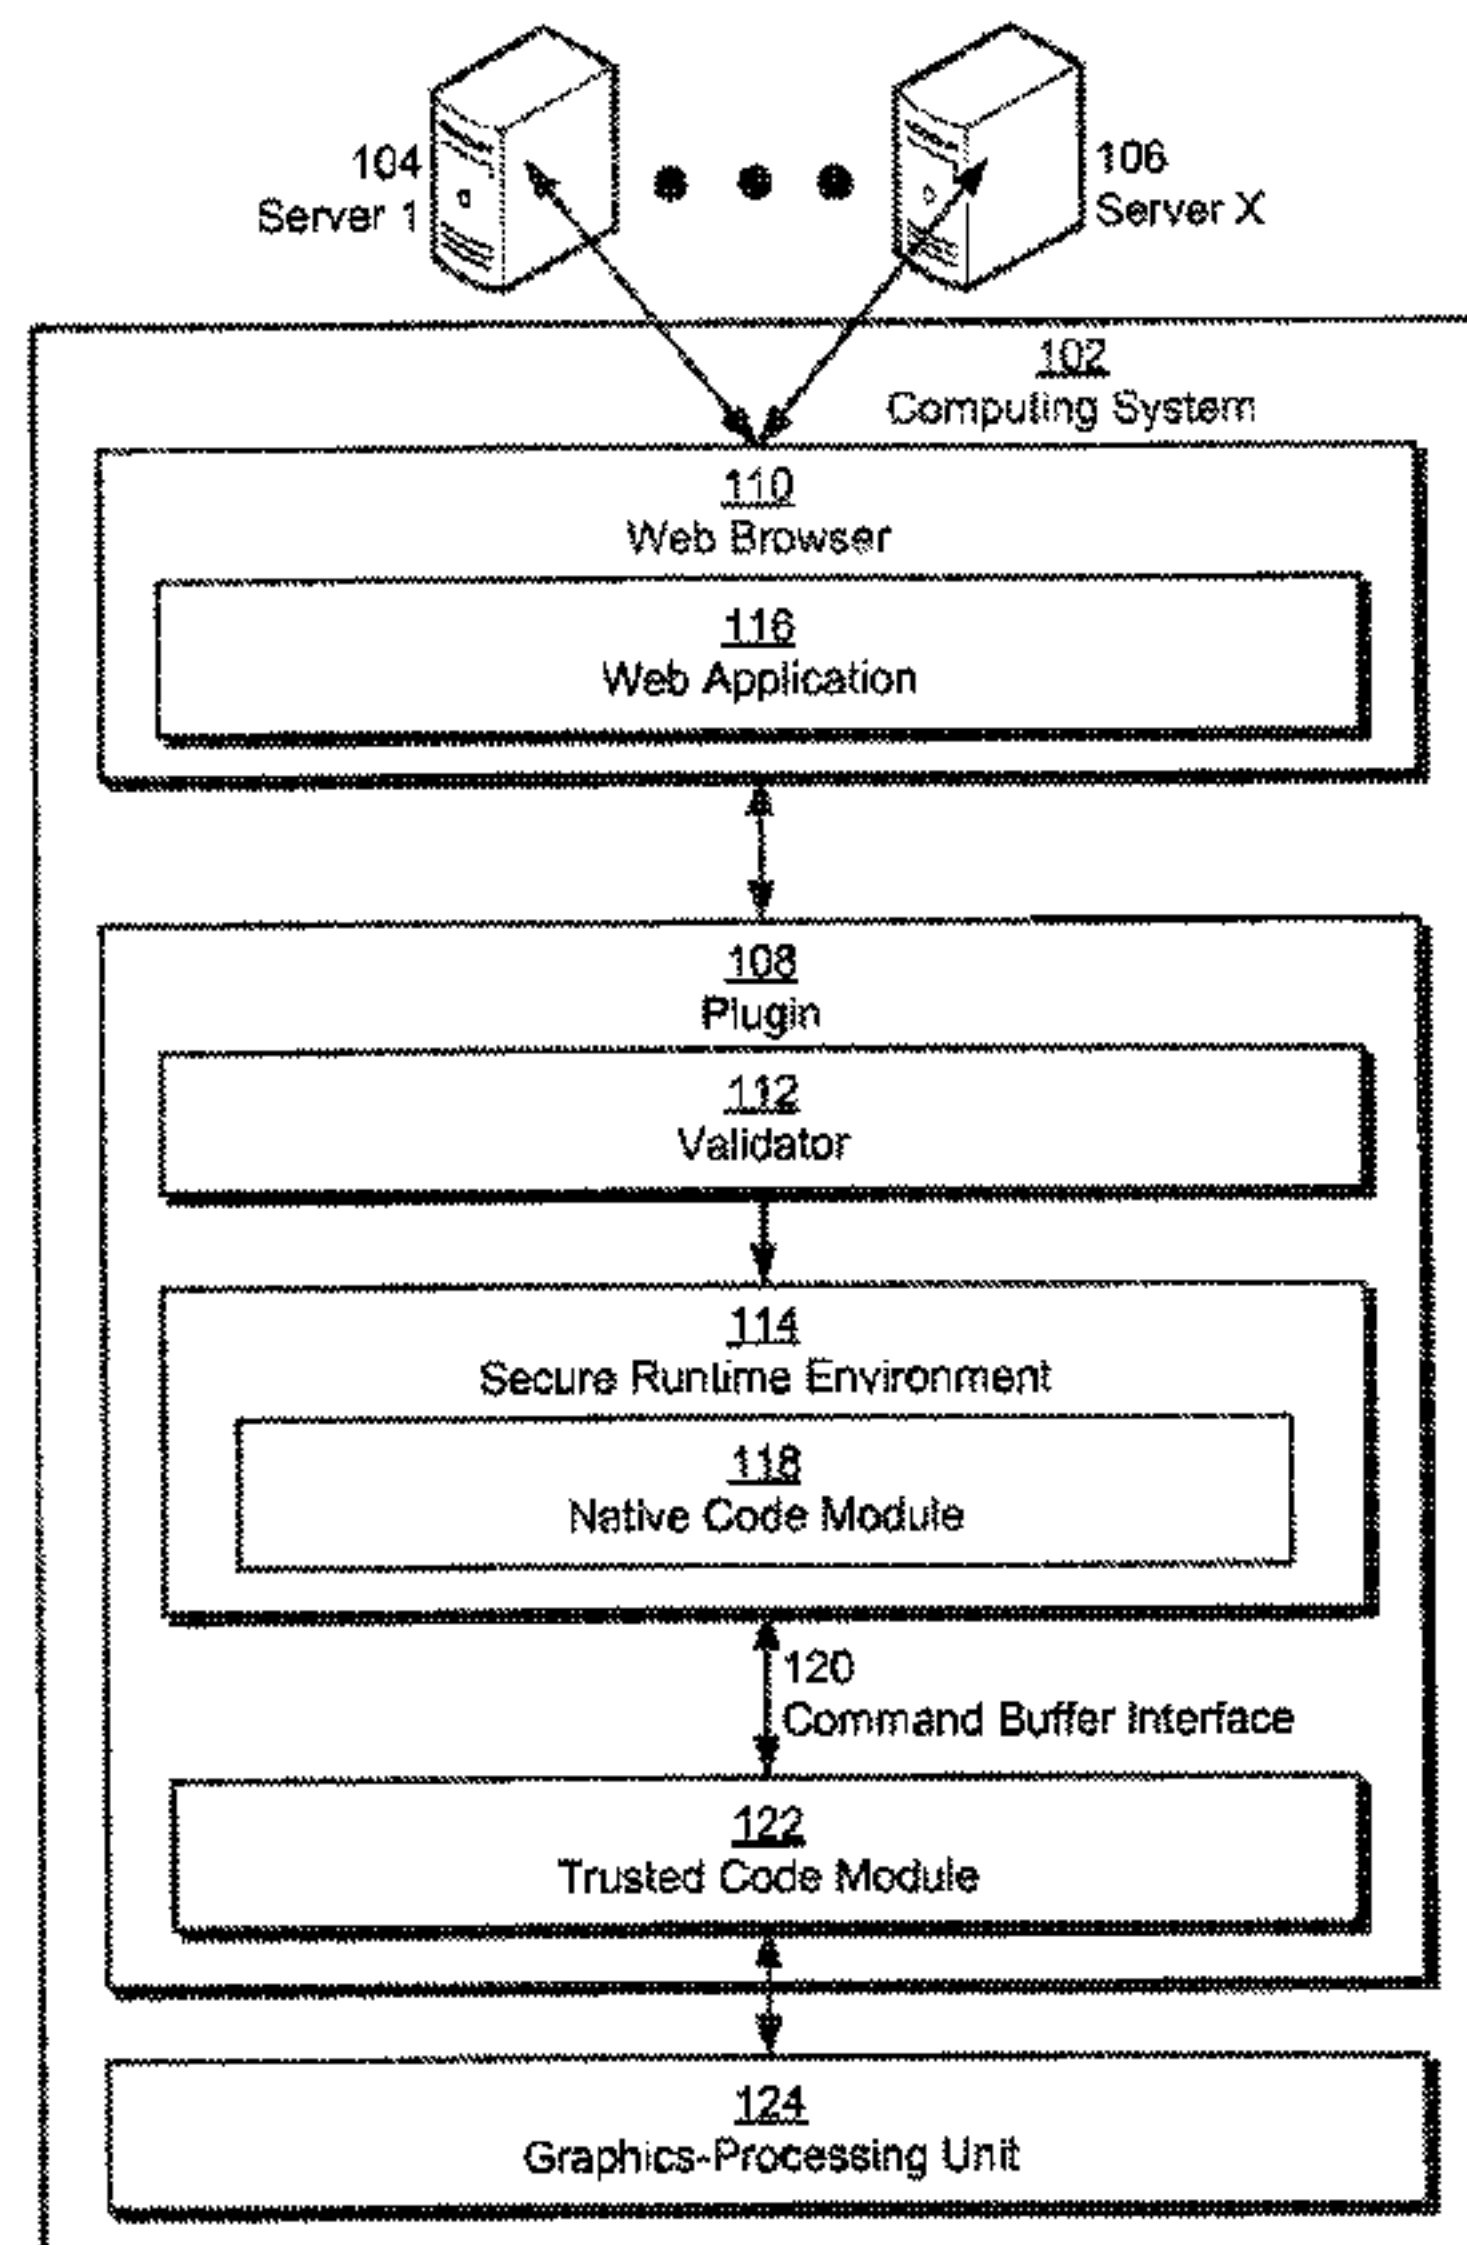 104
Server 1
106
Server X
102
Computing System
110
Web Browser
116
Web Application
108
Plugin
112
Validator
114
Secure Runtime Environment
118
Native Code Module
120
Command Buffer Interface
122
Trusted Code Module
124
Graphics-Processing Unit